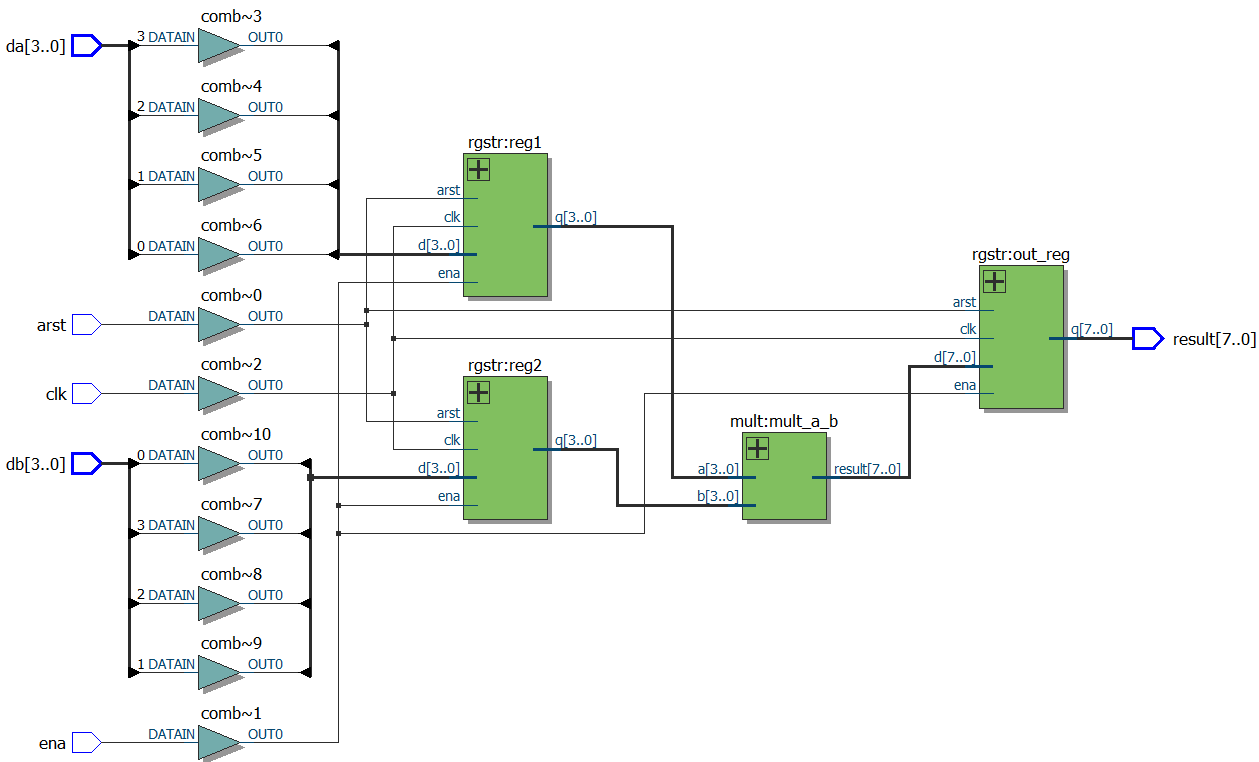 comb~3
da[3..0]
3 DATAIN OUT0
comb~4
2 DATAIN OUT0
comb~5
1 DATAIN OUT0
comb~6
0 DATAIN OUT0
comb~0
arst
DATAIN OUT0
comb~2
clk
DATAIN OUT0
comb~10
db[3..0]
0 DATAIN OUT0
comb~7
3 DATAIN OUT0
comb~8
2 DATAIN OUT0
comb~9
1 DATAIN OUT0
comb~1
ena
DATAIN OUT0
rgstr:reg1
arst
clk
q[3..0]
d[3..0]
ena
rgstr:reg2
arst
clk
q[3..0]
d[3..0]
ena
mult:mult_a_b
a[3..0]
result[7..0]
b[3..0]
rgstr:out_reg
arst
clk
q[7..0]
d[7..0]
ena
result[7..0]